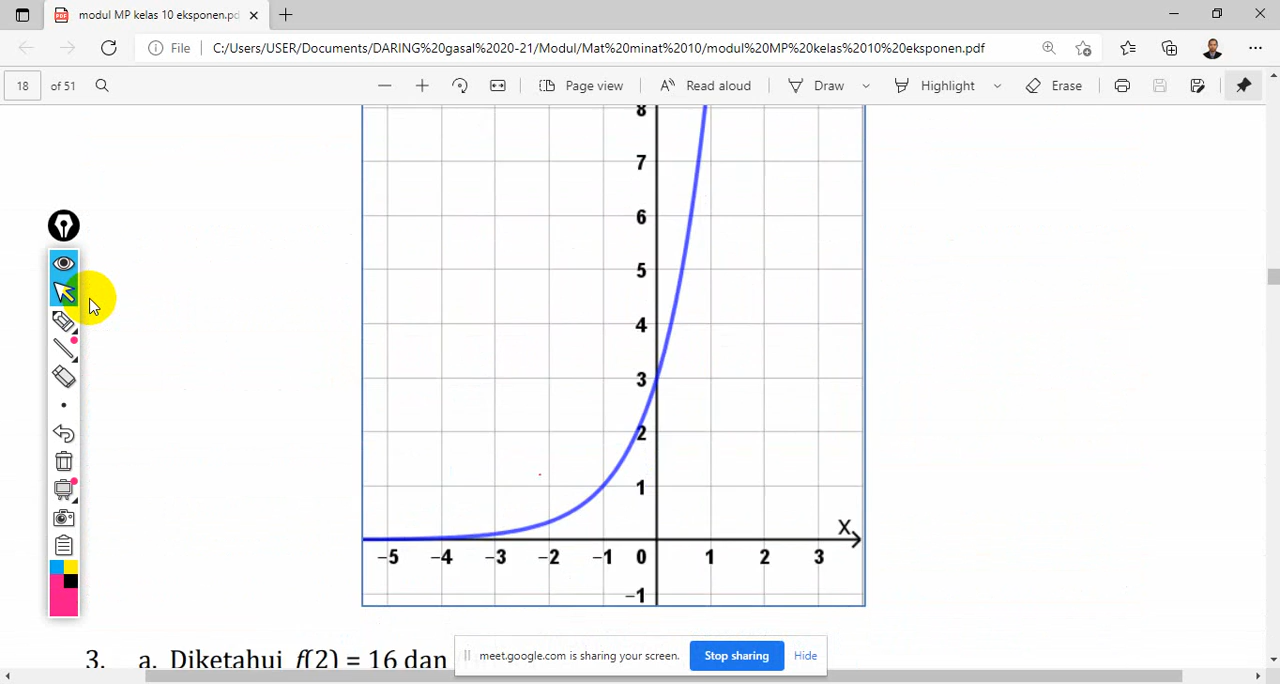 modul MP kelas 10 eksponen.pd
File C:/Users/USER/Documents/DARING%20gasal%202020-21/Modul/Mat%20minat%2010/modul%20MP%20kelas%2010%20eksponen.pdf
18 of 51 Page view Read aloud Draw Highlight Erase
8
7
6
5
4
3
2
1
X
−5 −4 −3 −2 −1 0 1 2 3
−1
3. a. Diketahui f(2) = 16 dan
meet.google.com is sharing your screen. Stop sharing Hide